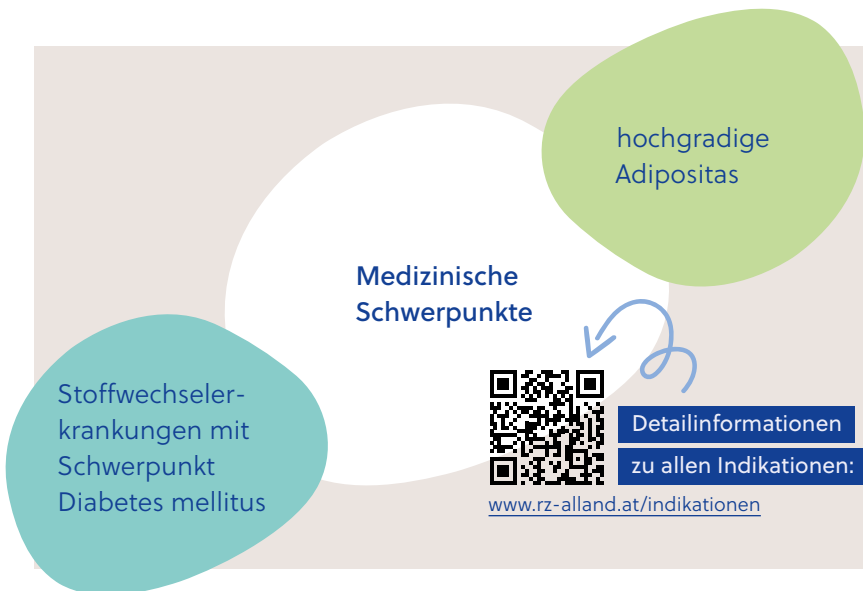 hochgradige
Adipositas
Medizinische
Schwerpunkte
Stoffwechseler-
krankungen mit
Schwerpunkt
Diabetes mellitus
Detailinformationen
zu allen Indikationen:
www.rz-alland.at/indikationen